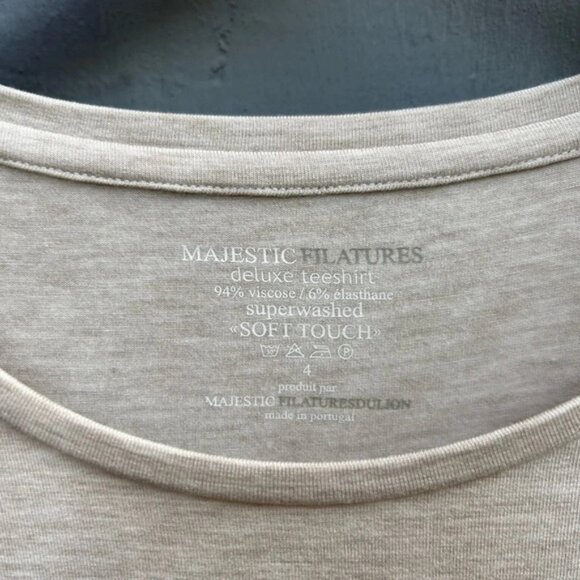 MAJESTIC FILATURES
deluxe teeshirt
94% viscose / 6% élasthane
superwashed
«SOFT TOUCH»
4
produit par
MAJESTIC FILATURESDULION
made in portugal